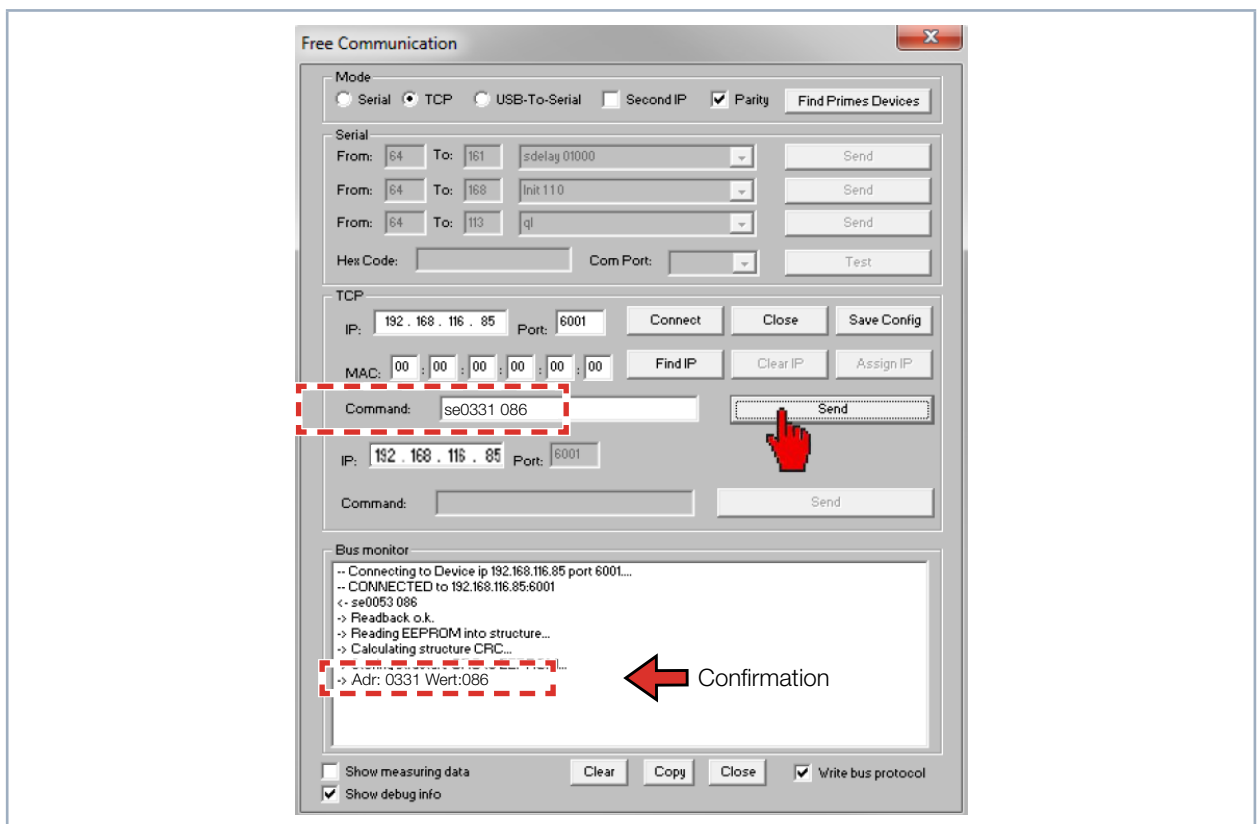 Free Communication
Mode
Serial TCP USB-To-Serial Second IP Parity Find Primes Devices
Serial
From: 64 To: 161 sdelay 01000 Send
From: 64 To: 168 Init 110 Send
From: 64 To: 113 ql Send
Hex Code: Com Port: Test
TCP
IP: 192 . 168 . 116 . 85 Port: 6001 Connect Close Save Config
MAC: 00 : 00 : 00 : 00 : 00 : 00 Find IP Clear IP Assign IP
Command: se0331 086 Send
IP: 192 . 168 . 116 . 85 Port: 6001
Command: Send
Bus monitor
-- Connecting to Device ip 192.168.116.85 port 6001....
-- CONNECTED to 192.168.116.85:6001
<- se0053 086
-> Readback o.k.
-> Reading EEPROM into structure...
-> Calculating structure CRC...
-> Adr: 0331 Wert:086 Confirmation
Show measuring data Clear Copy Close Write bus protocol
Show debug info